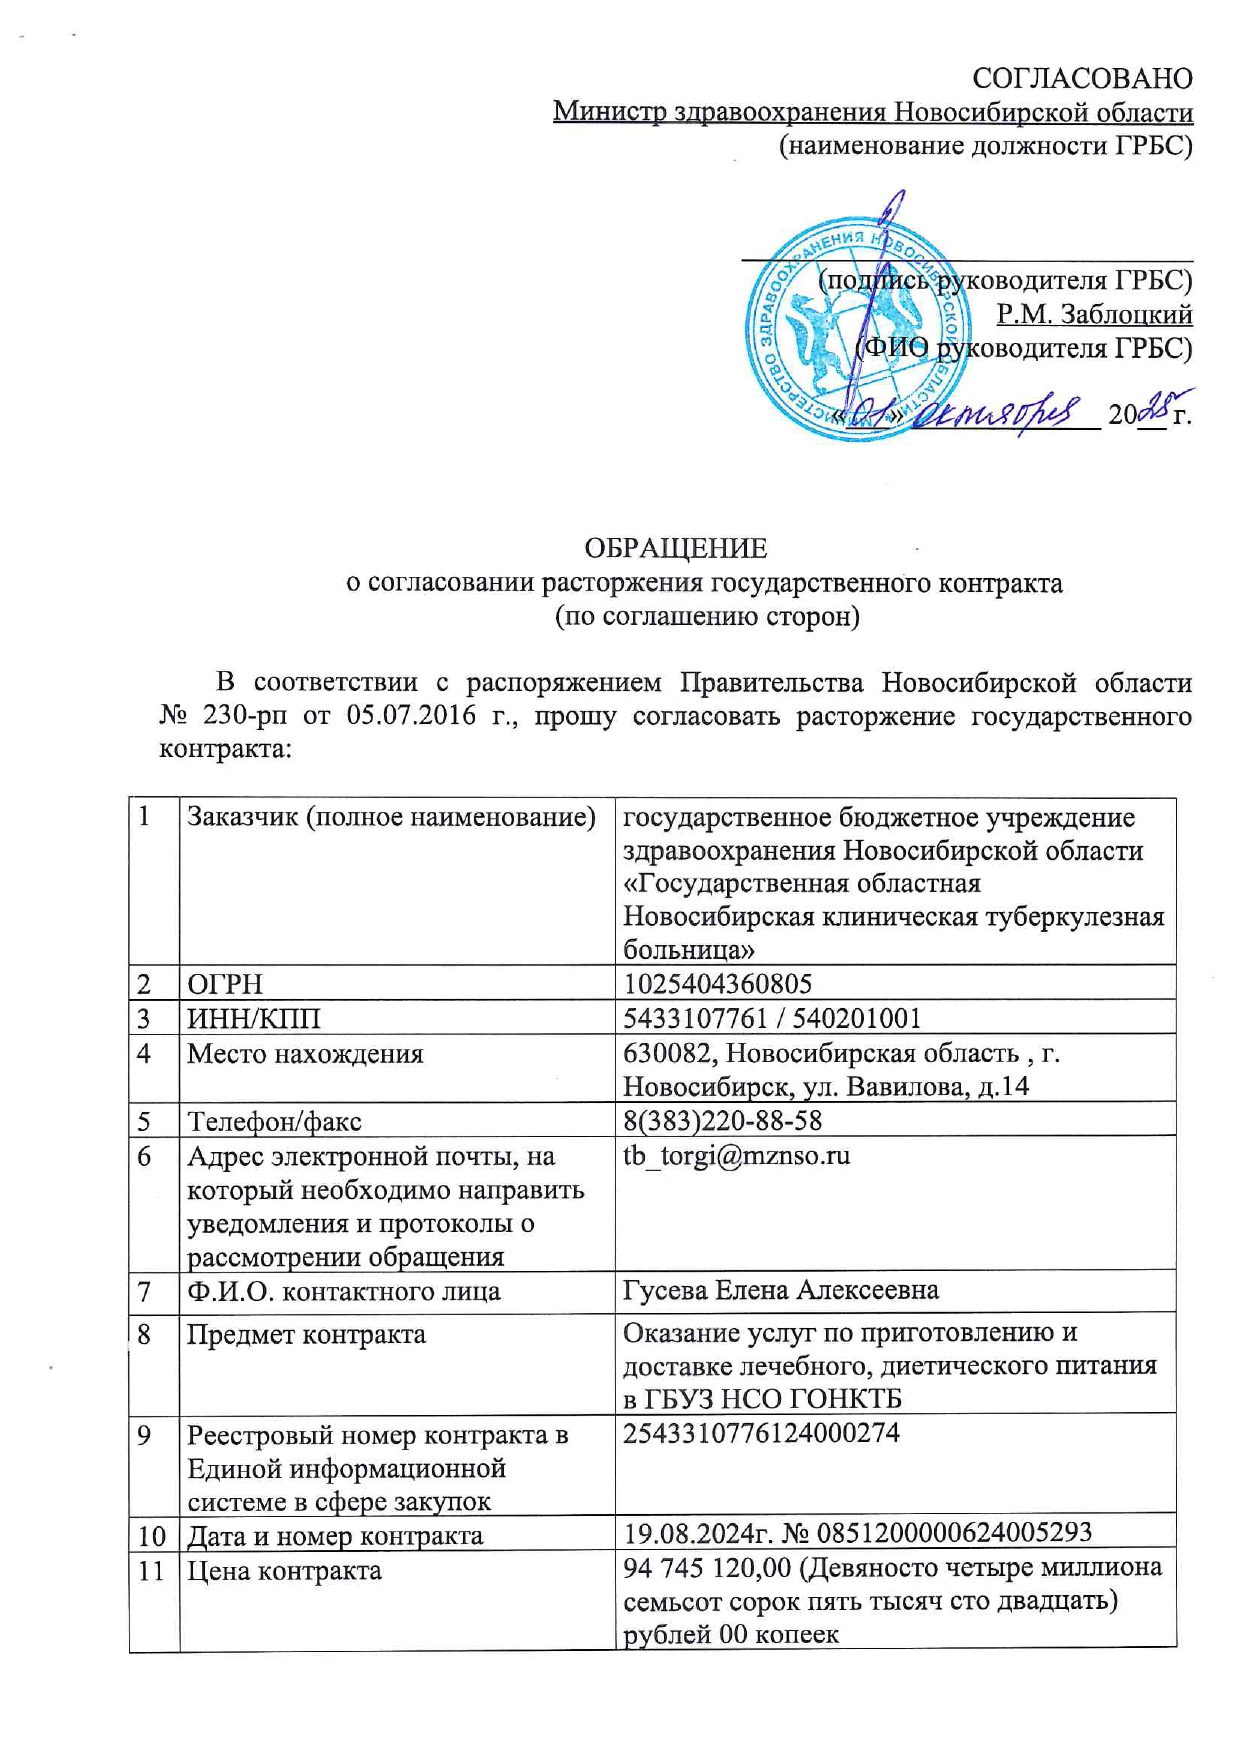 СОГЛАСОВАНО
Министр здравоохранения Новосибирской области
(наименование должности ГРБС)
МИНИСТЕРСТВО ЗДРАВООХРАНЕНИЯ НОВОСИБИРСКОЙ ОБЛАСТИ
(подпись руководителя ГРБС)
Р.М. Заблоцкий
(ФИО руководителя ГРБС)
«01» октября 2025 г.
ОБРАЩЕНИЕ
о согласовании расторжения государственного контракта
(по соглашению сторон)
В соответствии с распоряжением Правительства Новосибирской области
№ 230-рп от 05.07.2016 г., прошу согласовать расторжение государственного
контракта:
1 Заказчик (полное наименование) государственное бюджетное учреждение
здравоохранения Новосибирской области
«Государственная областная
Новосибирская клиническая туберкулезная
больница»
2 ОГРН 1025404360805
3 ИНН/КПП 5433107761 / 540201001
4 Место нахождения 630082, Новосибирская область , г.
Новосибирск, ул. Вавилова, д.14
5 Телефон/факс 8(383)220-88-58
6 Адрес электронной почты, на tb_torgi@mznso.ru
который необходимо направить
уведомления и протоколы о
рассмотрении обращения
7 Ф.И.О. контактного лица Гусева Елена Алексеевна
8 Предмет контракта Оказание услуг по приготовлению и
доставке лечебного, диетического питания
в ГБУЗ НСО ГОНКТБ
9 Реестровый номер контракта в 2543310776124000274
Единой информационной
системе в сфере закупок
10 Дата и номер контракта 19.08.2024г. № 0851200000624005293
11 Цена контракта 94 745 120,00 (Девяносто четыре миллиона
семьсот сорок пять тысяч сто двадцать)
рублей 00 копеек